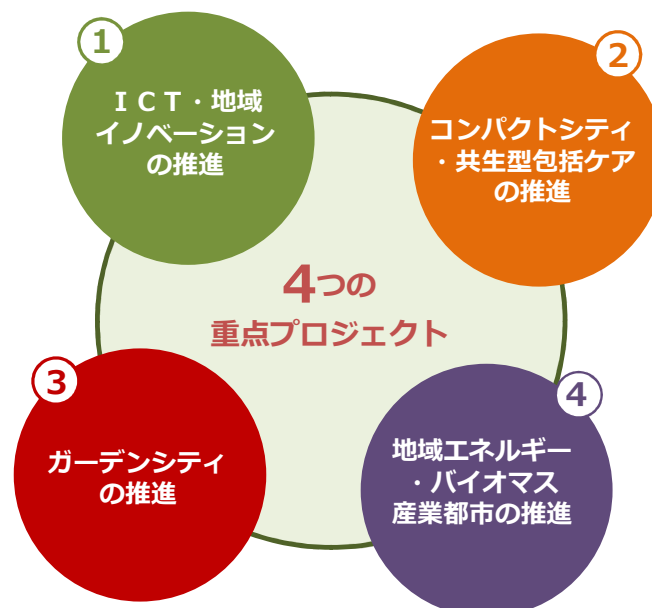 1
ＩＣＴ・地域
イノベーション
の推進
2
コンパクトシティ
・共生型包括ケア
の推進
4つの
重点プロジェクト
3
ガーデンシティ
の推進
4
地域エネルギー
・バイオマス
産業都市の推進